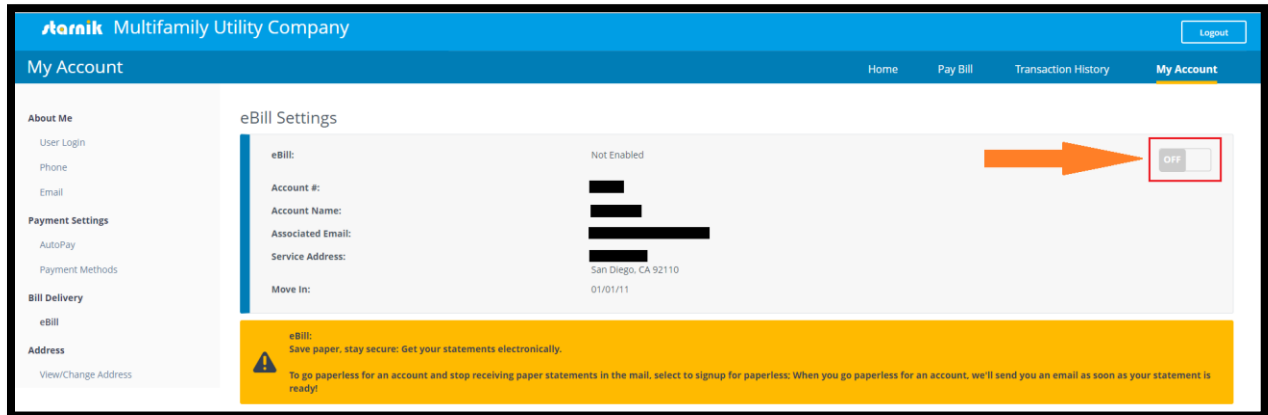 starnik Multifamily Utility Company
Logout
My Account
Home Pay Bill Transaction History My Account
About Me
User Login
Phone
Email
Payment Settings
AutoPay
Payment Methods
Bill Delivery
eBill
Address
View/Change Address
eBill Settings
eBill: Not Enabled
OFF
Account #:
Account Name:
Associated Email:
Service Address:
San Diego, CA 92110
Move In: 01/01/11
eBill:
Save paper, stay secure: Get your statements electronically.
To go paperless for an account and stop receiving paper statements in the mail, select to signup for paperless; When you go paperless for an account, we'll send you an email as soon as your statement is
ready!